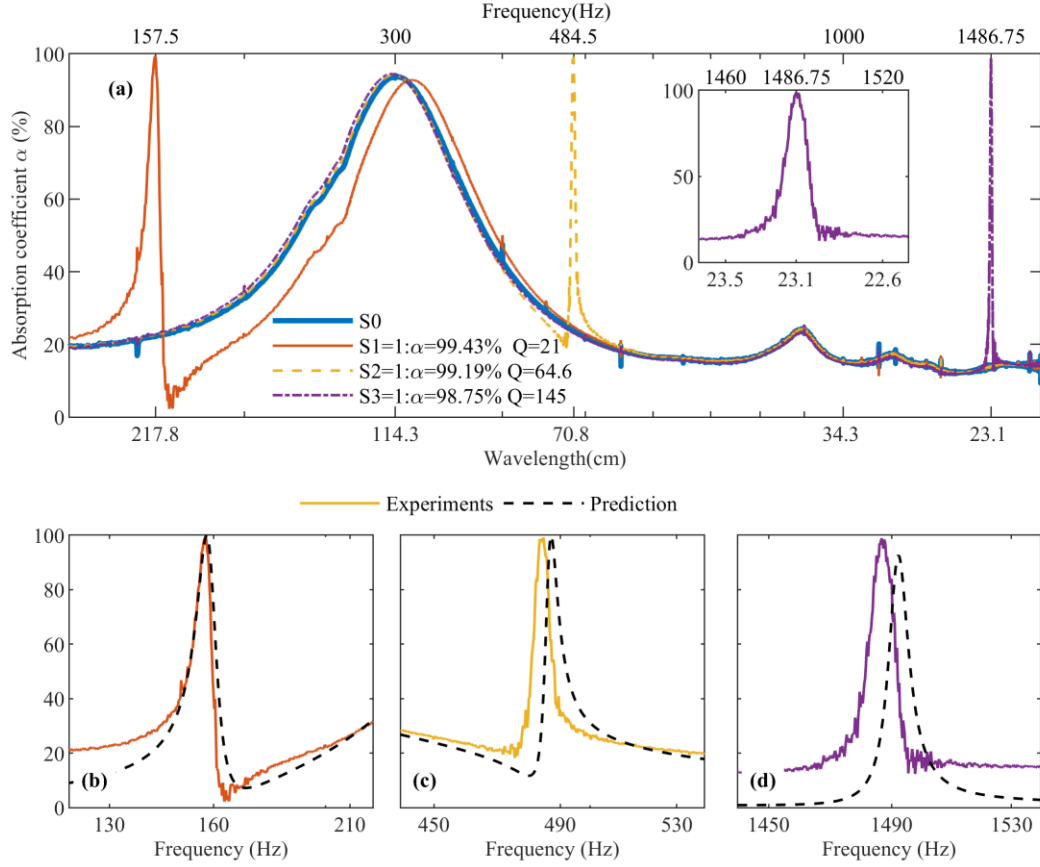 Frequency(Hz)
157.5 300 484.5 1000 1486.75
Absorption coefficient α (%)
100
80
60
40
20
0
(a)
1460 1486.75 1520
100
50
0
23.5 23.1 22.6
S0
S1=1:α=99.43% Q=21
S2=1:α=99.19% Q=64.6
S3=1:α=98.75% Q=145
217.8 114.3 70.8 34.3 23.1
Wavelength(cm)
Experiments Prediction
100
80
60
40
20
0
(b) (c) (d)
130 160 210 450 490 530 1450 1490 1530
Frequency (Hz) Frequency (Hz) Frequency (Hz)